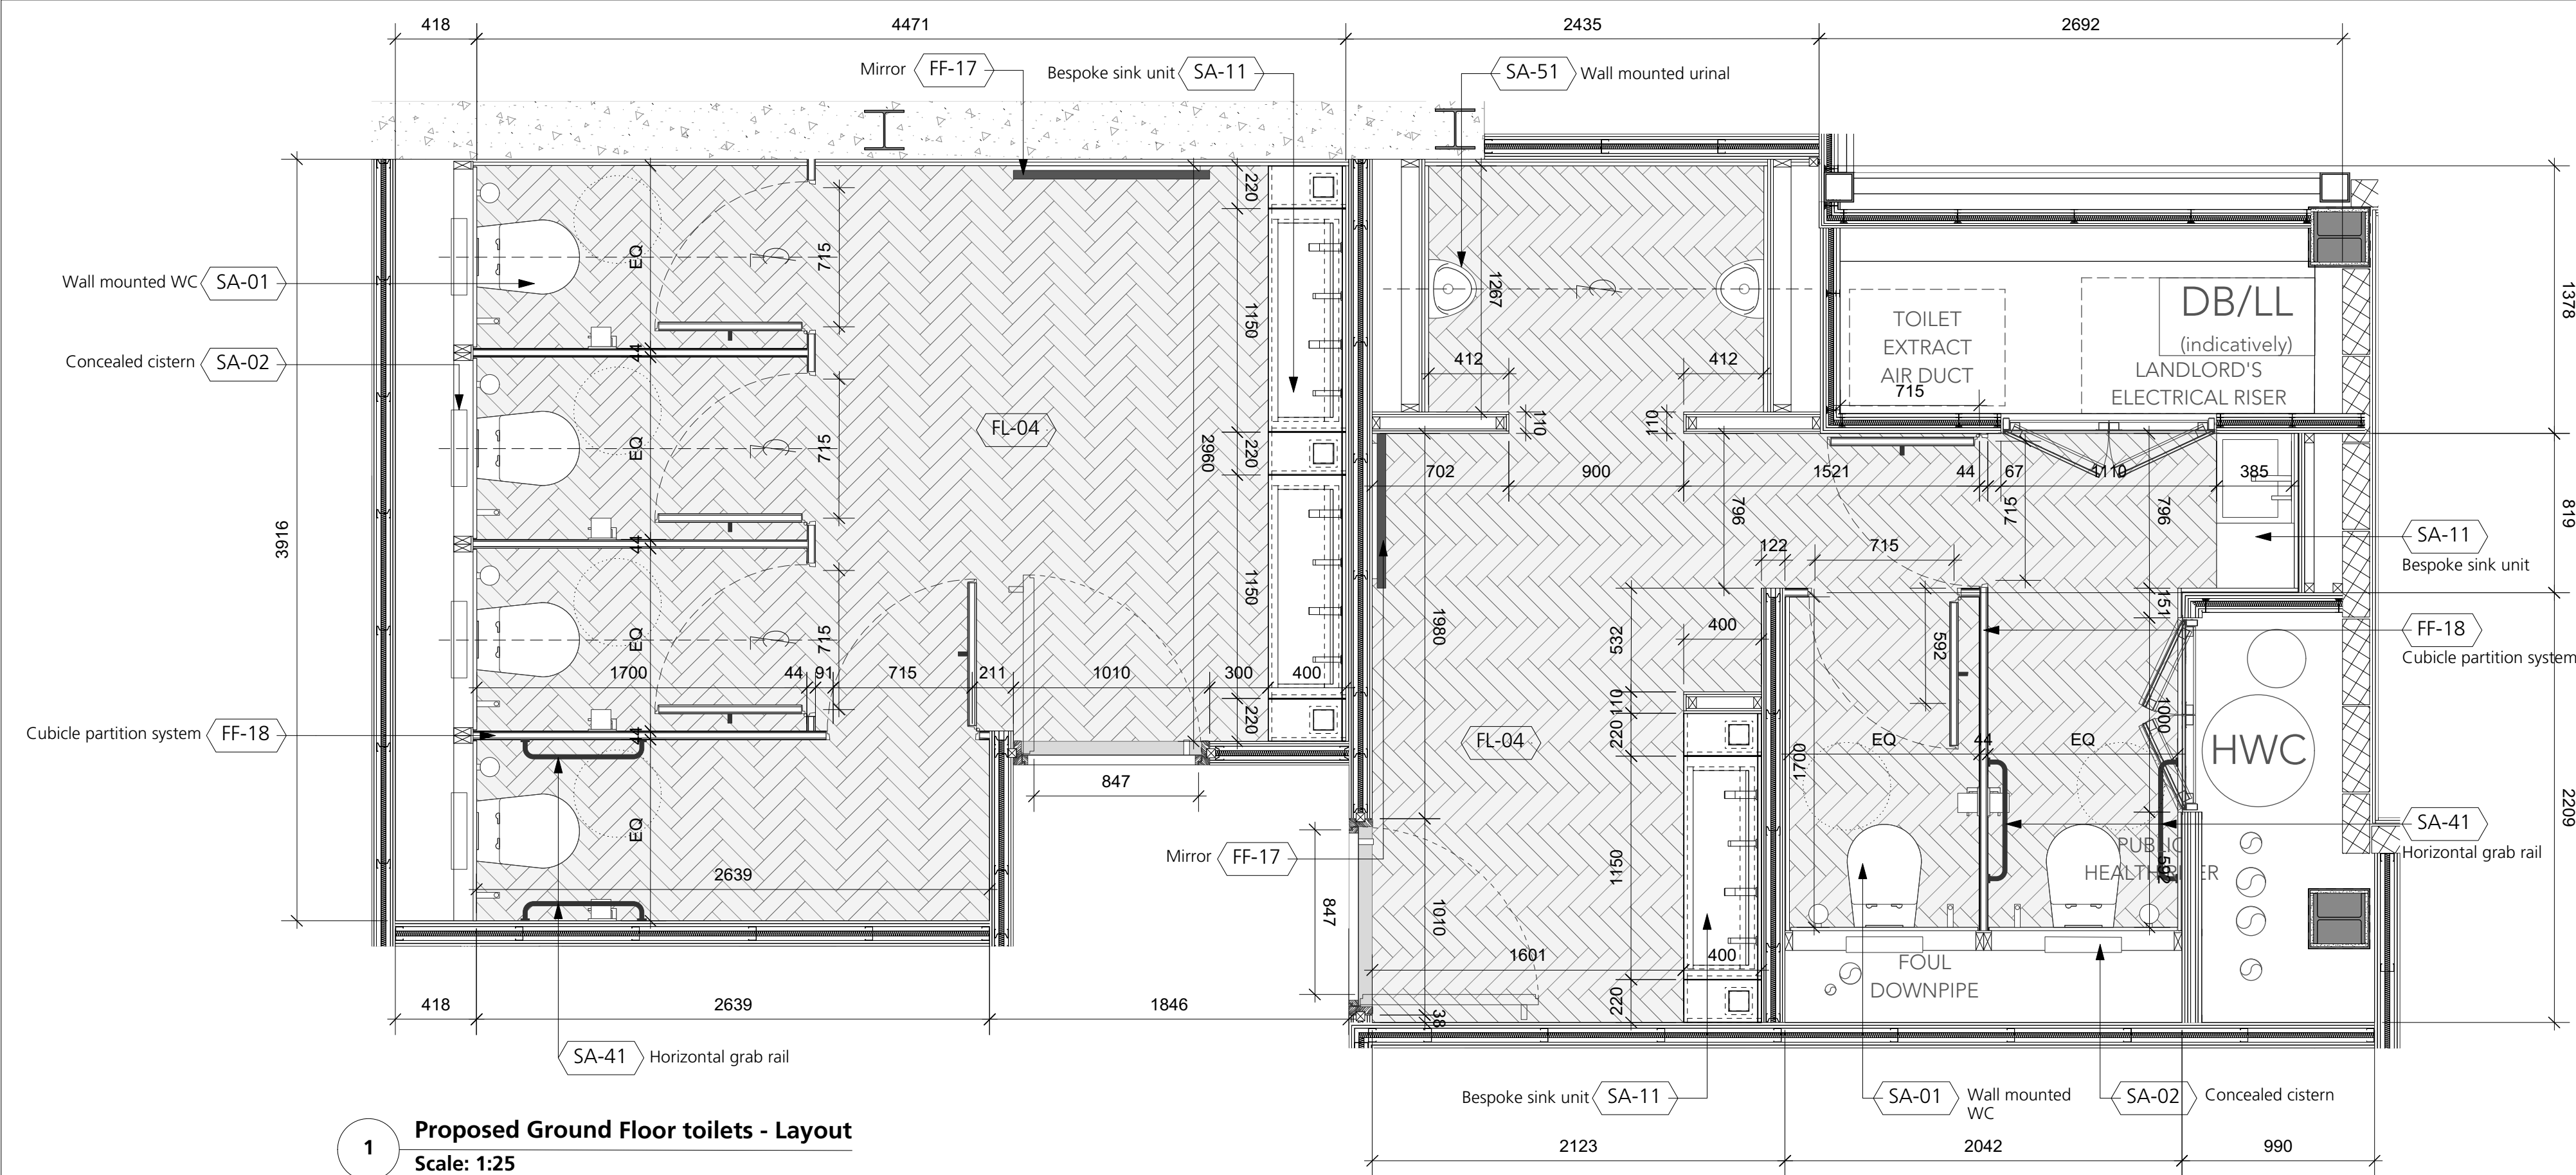 418
4471
2435
2692
Mirror FF-17
Bespoke sink unit SA-11
SA-51 Wall mounted urinal
220
EQ
715
1150
1267
Wall mounted WC SA-01
TOILET
EXTRACT
AIR DUCT
715
DB/LL
(indicatively)
LANDLORD'S
ELECTRICAL RISER
1378
Concealed cistern SA-02
44
412
412
110
110
FL-04
EQ
715
2960
220
702
900
1521
44
67
1110
385
796
715
796
819
3916
44
SA-11
Bespoke sink unit
122
715
1150
EQ
715
1980
532
400
592
151
FF-18
Cubicle partition system
1700
44
91
715
211
1010
300
400
Cubicle partition system FF-18
44
220
110
220
FL-04
1000
EQ
44
EQ
1700
HWC
847
2209
EQ
Mirror FF-17
SA-41
Horizontal grab rail
PUBLIC
HEALTH RISER
592
2639
847
1010
1150
1601
400
FOUL
DOWNPIPE
418
2639
1846
38
220
SA-41 Horizontal grab rail
Bespoke sink unit SA-11
SA-01 Wall mounted
WC
SA-02 Concealed cistern
1
Proposed Ground Floor toilets - Layout
Scale: 1:25
2123
2042
990